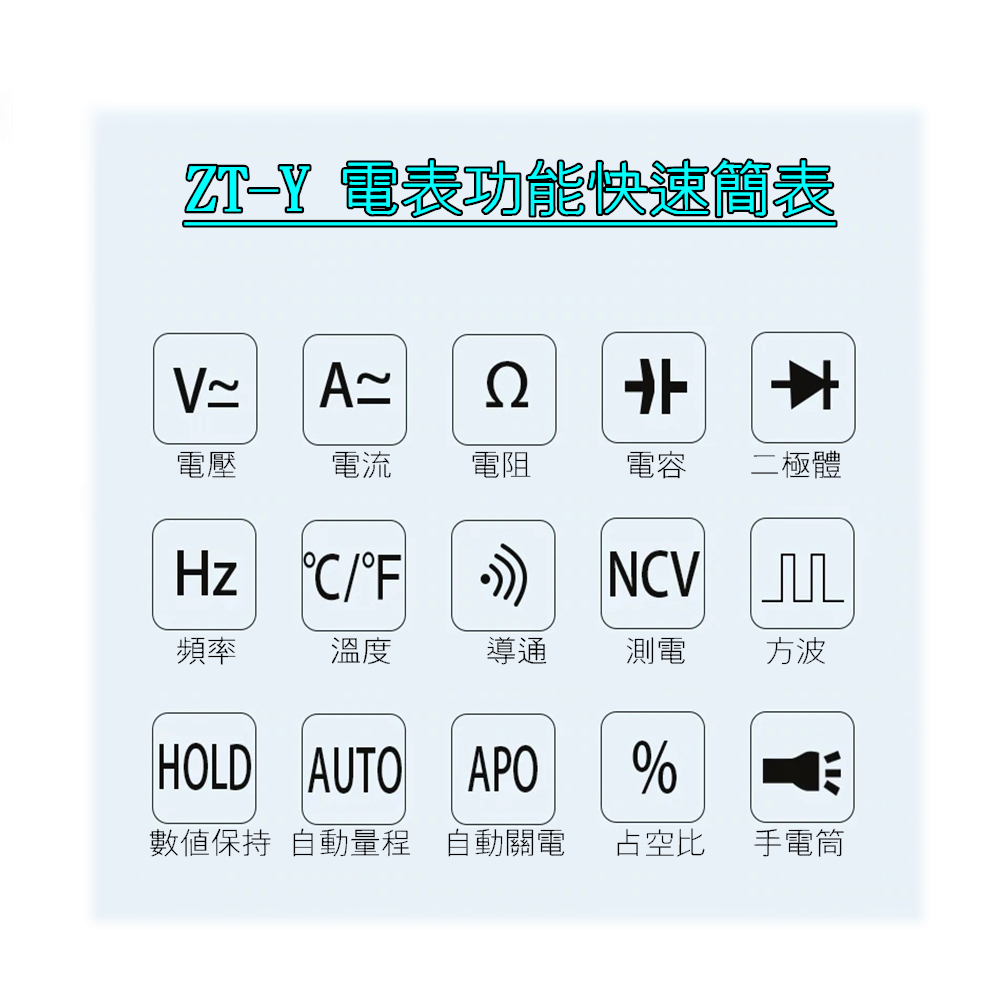 ZT-Y 電表功能快速簡表
V≃ A≃ Ω
電壓 電流 電阻 電容 二極體
Hz °C/°F NCV
頻率 溫度 導通 測電 方波
HOLD AUTO APO %
數值保持 自動量程 自動關電 占空比 手電筒